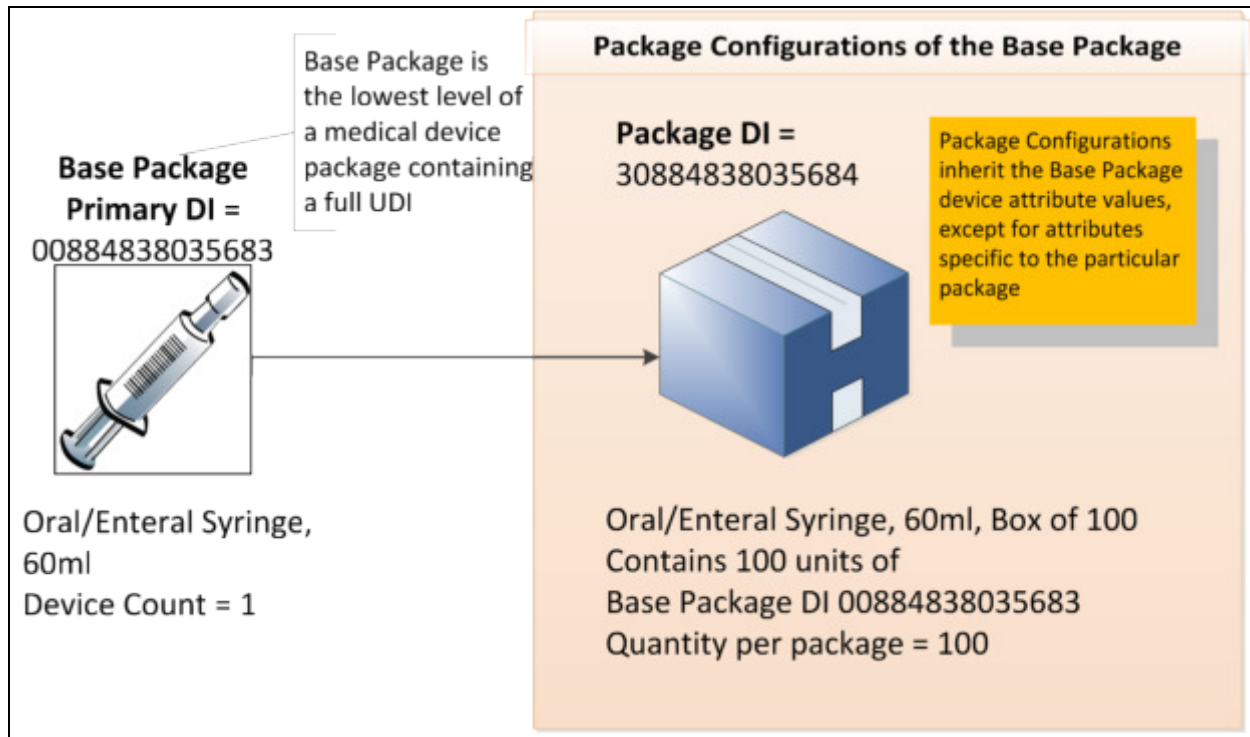 Base Package is
the lowest level of
a medical device
package containing
a full UDI
Base Package
Primary DI =
00884838035683
Oral/Enteral Syringe,
60ml
Device Count = 1
Package Configurations of the Base Package
Package DI =
30884838035684
Package Configurations
inherit the Base Package
device attribute values,
except for attributes
specific to the particular
package
Oral/Enteral Syringe, 60ml, Box of 100
Contains 100 units of
Base Package DI 00884838035683
Quantity per package = 100